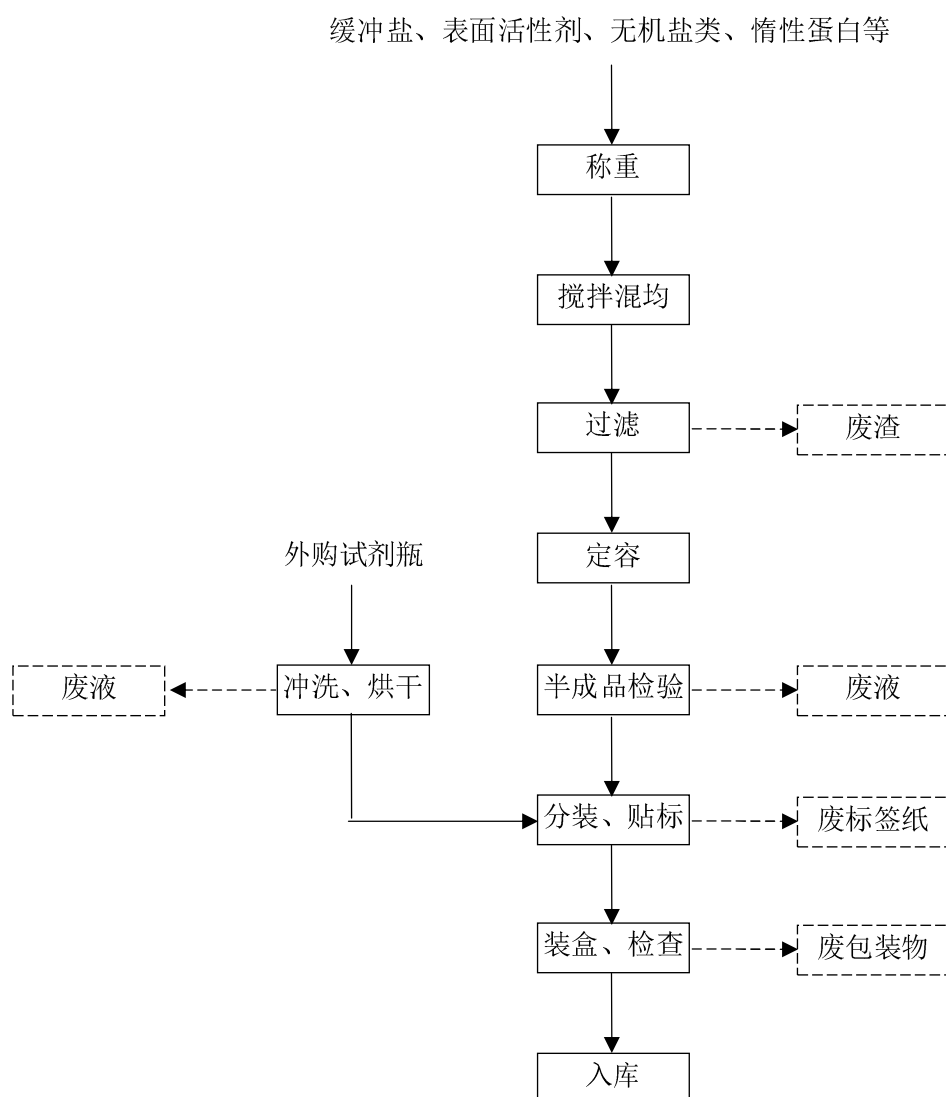 缓冲盐、表面活性剂、无机盐类、惰性蛋白等
称重
搅拌混均
过滤
废渣
定容
外购试剂瓶
废液
冲洗、烘干
半成品检验
废液
分装、贴标
废标签纸
装盒、检查
废包装物
入库